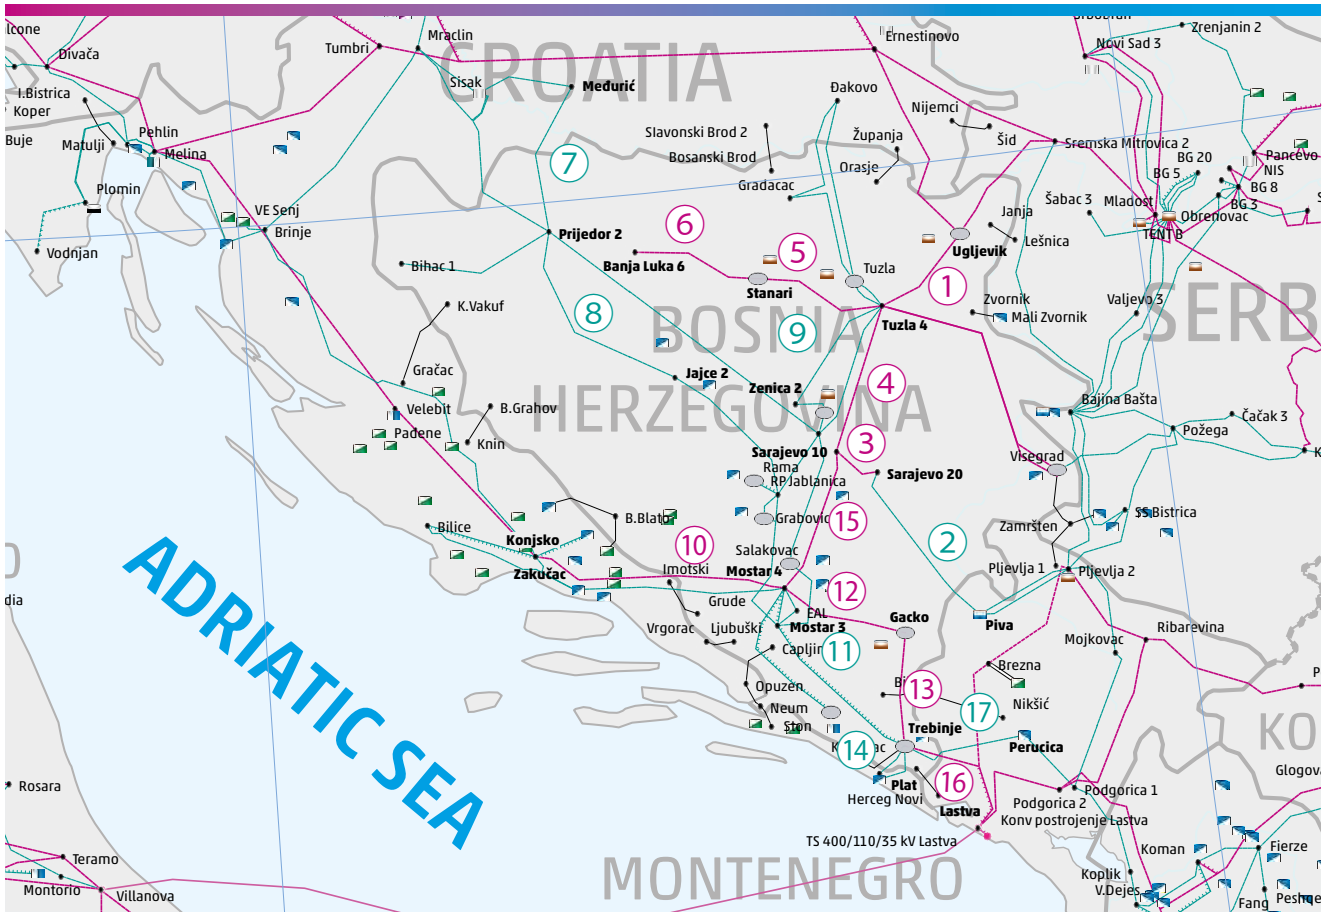 Divača
Tumbri
Mraclin
CROATIA
Ernestinovo
Novi Sad 3
Zrenjanin 2
I.Bistrica
Koper
Sisak
Međurić
Đakovo
Nijemci
Buje
Matulji
Pehlin
Melina
Slavonski Brod 2
Županja
Šid
Sremska Mitrovica 2
7
Bosanski Brod
Orasje
BG 20
Pancevo
NIS
BG 5
BG 8
Plomin
Gradacac
Šabac 3
Mladost
BG 3
VE Senj
6
Janja
Obrenovac
Brinje
Prijedor 2
Lešnica
TENT B
Vodnjan
Bihac 1
Banja Luka 6
5
Tuzla
Ugljevik
Stanari
1
K.Vakuf
8
BOSNIA
9
Tuzla 4
Zvornik
Mali Zvornik
Valjevo 3
SERB
Gračac
Jajce 2
Zenica 2
4
HERZEGOVINA
Velebit
B.Grahov
Bajina Bašta
Čačak 3
Padene
Knin
Požega
3
Sarajevo 10
Visegrad
Rama
RP Jablanica
Sarajevo 20
Bilice
B.Blato
15
Zamršten
SS.Bistrica
Konjsko
10
2
Salakovac
Zakučac
Imotski
Mostar 4
Pljevlja 1
Pljevlja 2
12
Grude
EAL
Gacko
Piva
Vrgorac
Ljubuški
Mostar 3
Mojkovac
Ribarevina
11
Brezna
Opuzen
13
Nikšić
Neum
17
Ston
Trebinje
14
Perucica
KO
ADRIATIC SEA
Plat
16
Glogov
Rosara
Herceg Novi
Lastva
Podgorica 2
Podgorica 1
Konv postrojenje Lastva
TS 400/110/35 kV Lastva
Teramo
Koman
Fierze
Montorio
Villanova
MONTENEGRO
Koplik
V.Dejes
Fang